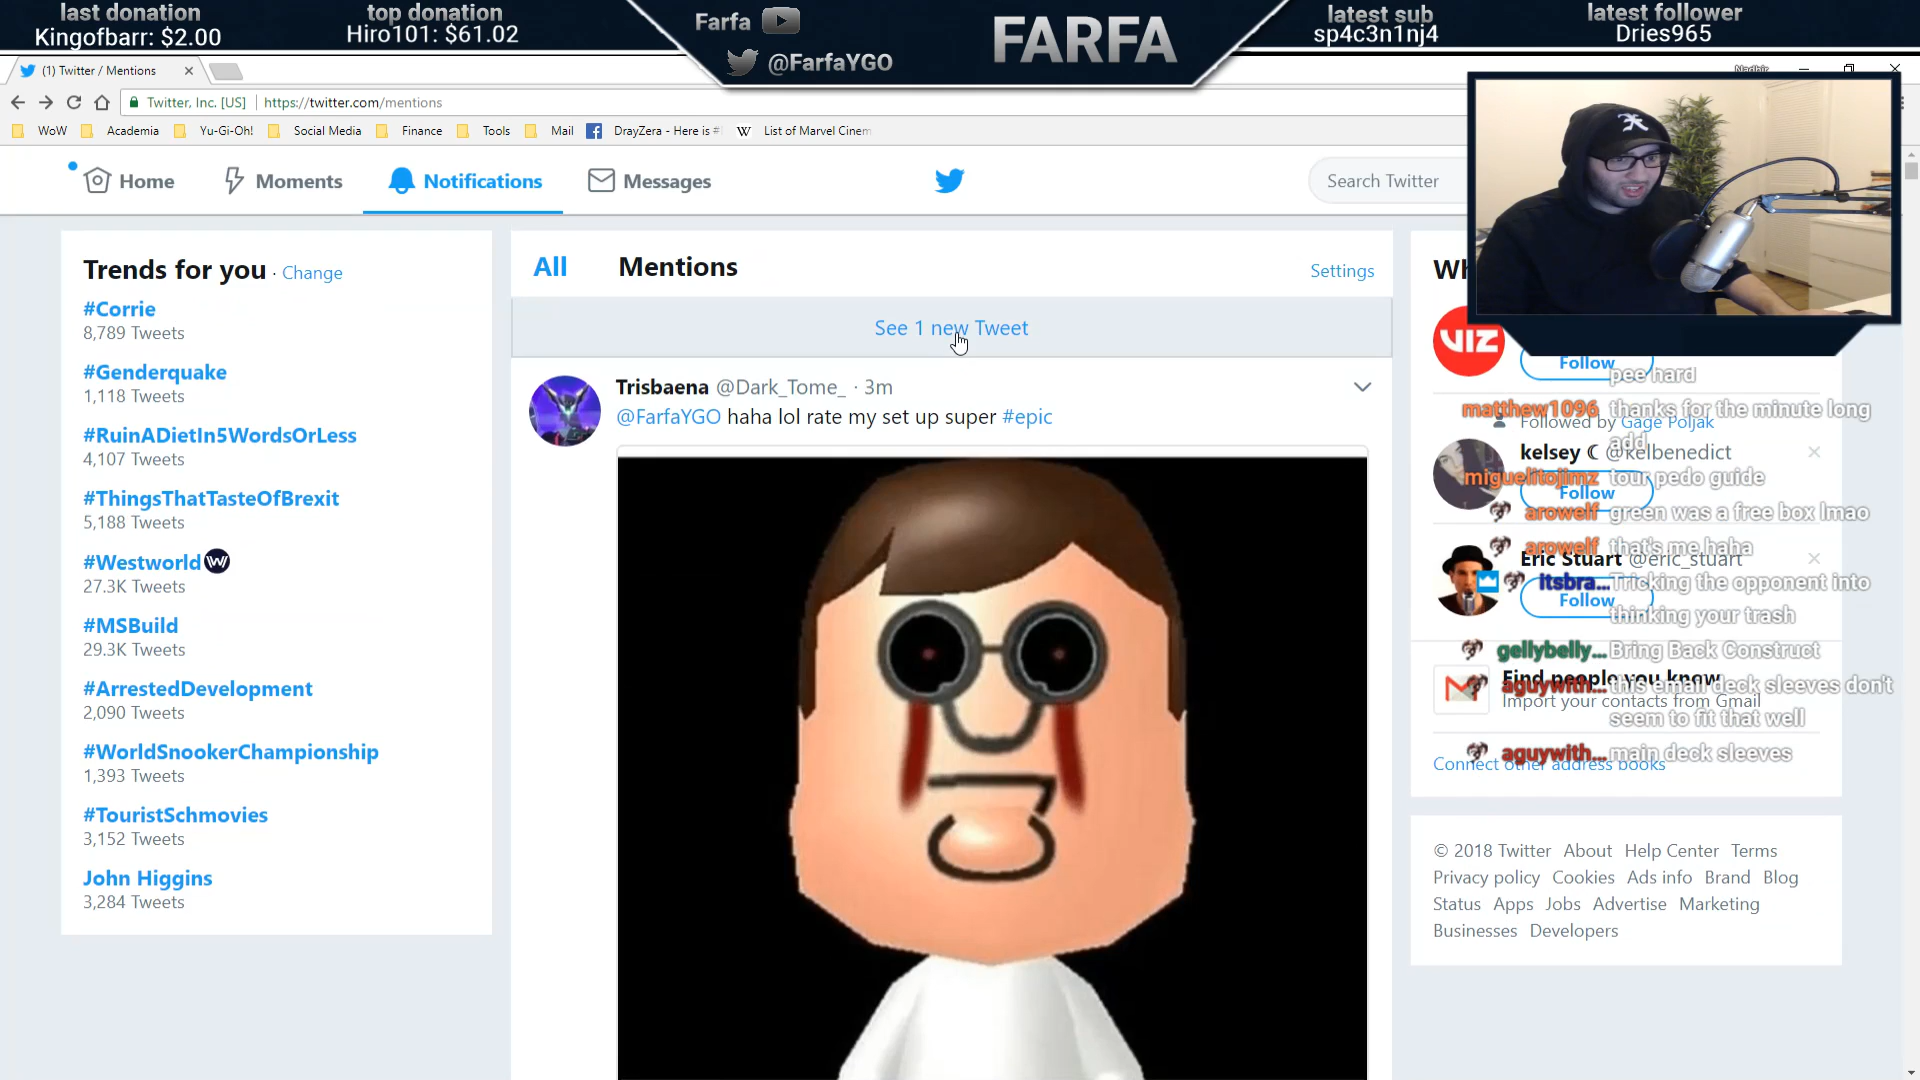 last donation
Kingofbarr: $2.00
top donation
Hiro101: $61.02
Farfa
@FarfaYGO
FARFA
latest sub
sp4c3n1nj4
latest follower
Dries965
(1) Twitter / Mentions
Twitter, Inc. [US] https://twitter.com/mentions
WoW Academia Yu-Gi-Oh! Social Media Finance Tools Mail DrayZera - Here is # List of Marvel Cinem
Home Moments Notifications Messages
Search Twitter
Trends for you · Change
#Corrie
8,789 Tweets
#Genderquake
1,118 Tweets
#RuinADietIn5WordsOrLess
4,107 Tweets
#ThingsThatTasteOfBrexit
5,188 Tweets
#Westworld
27.3K Tweets
#MSBuild
29.3K Tweets
#ArrestedDevelopment
2,090 Tweets
#WorldSnookerChampionship
1,393 Tweets
#TouristSchmovies
3,152 Tweets
John Higgins
3,284 Tweets
All Mentions Settings
See 1 new Tweet
Trisbaena @Dark_Tome_ · 3m
@FarfaYGO haha lol rate my set up super #epic
Wh
VIZ
Follow
Followed by Gage Poljak
kelsey @kelbenedict
Follow
Eric Stuart @eric_stuart
Follow
Find people you know
Import your contacts from Gmail
Connect other address books
pee hard
matthew1096 thanks for the minute long
add
miguelitojimz tour pedo guide
arowelf green was a free box lmao
arowelf that's me haha
itsbra... Tricking the opponent into
thinking your trash
gellybelly... Bring Back Construct
aguywith... this email deck sleeves don't
seem to fit that well
aguywith... main deck sleeves
© 2018 Twitter About Help Center Terms
Privacy policy Cookies Ads info Brand Blog
Status Apps Jobs Advertise Marketing
Businesses Developers